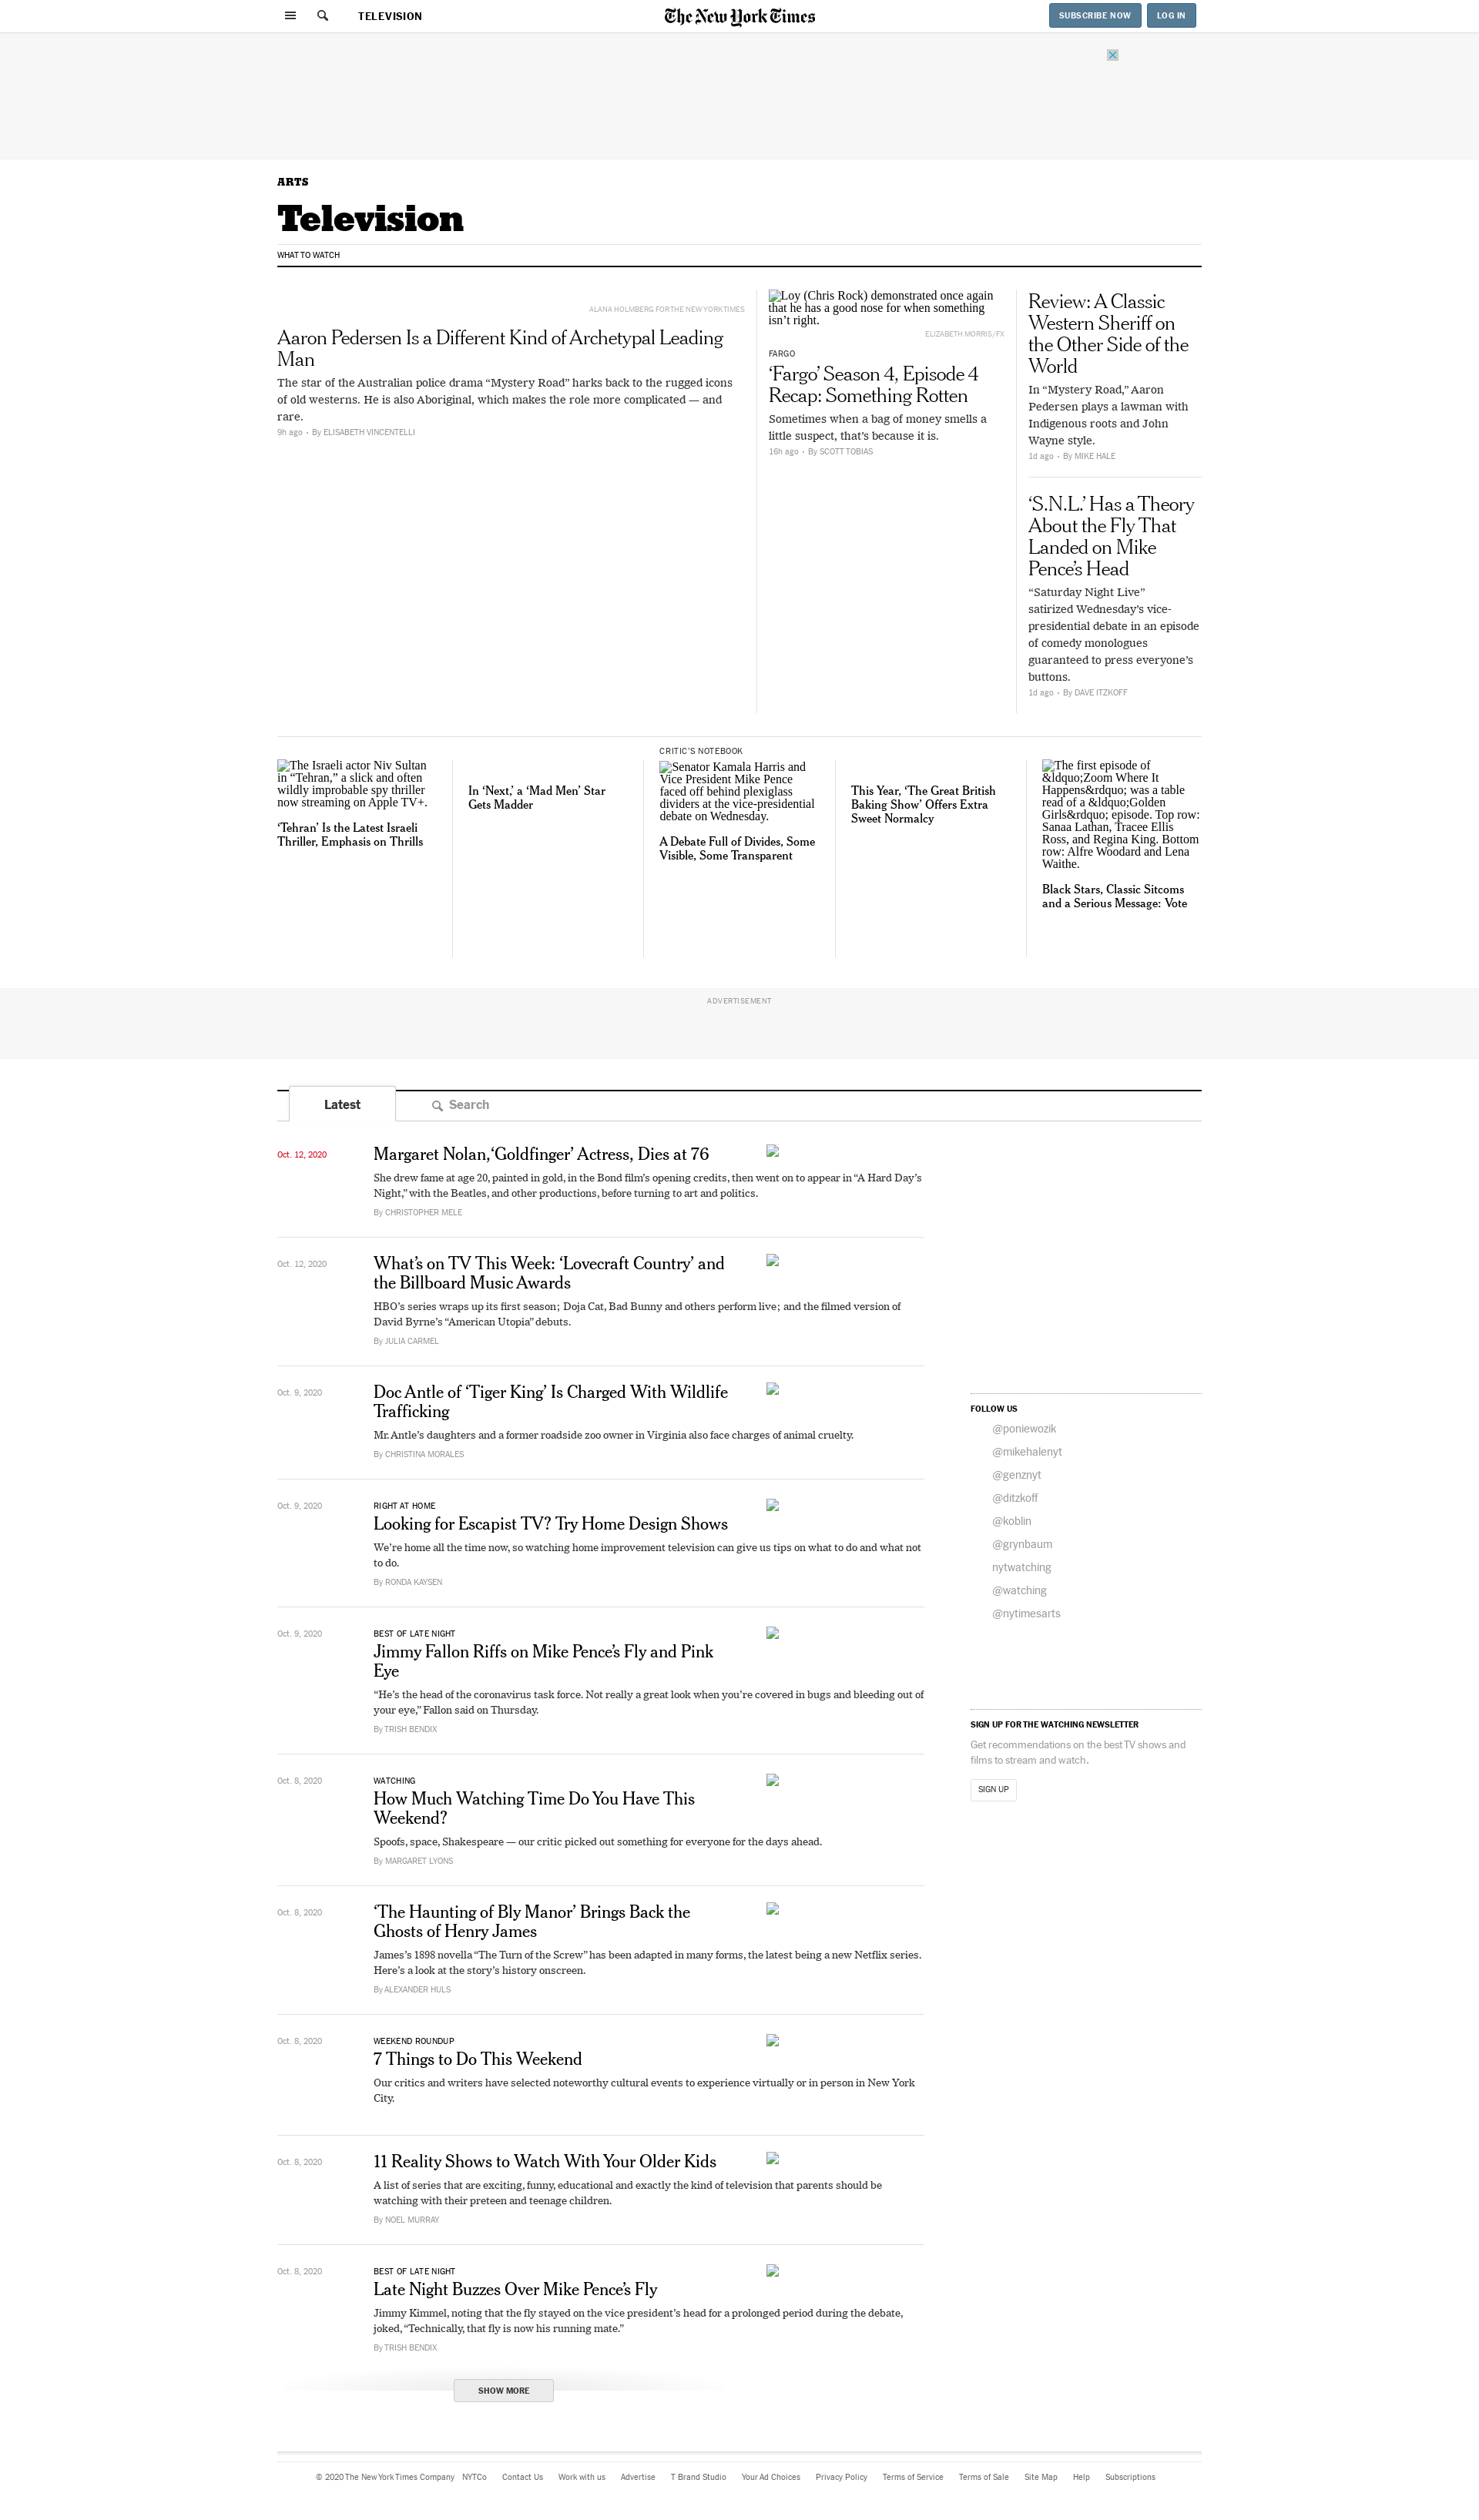 TELEVISION
The New York Times
SUBSCRIBE NOW
LOG IN
ARTS
Television
WHAT TO WATCH
ALANA HOLMBERG FOR THE NEW YORK TIMES
Aaron Pedersen Is a Different Kind of Archetypal Leading
Man
The star of the Australian police drama “Mystery Road” harks back to the rugged icons
of old westerns. He is also Aboriginal, which makes the role more complicated — and
rare.
9h ago • By ELISABETH VINCENTELLI
Loy (Chris Rock) demonstrated once again
that he has a good nose for when something
isn’t right.
ELIZABETH MORRIS/FX
FARGO
‘Fargo’ Season 4, Episode 4
Recap: Something Rotten
Sometimes when a bag of money smells a
little suspect, that’s because it is.
16h ago • By SCOTT TOBIAS
Review: A Classic
Western Sheriff on
the Other Side of the
World
In “Mystery Road,” Aaron
Pedersen plays a lawman with
Indigenous roots and John
Wayne style.
1d ago • By MIKE HALE
‘S.N.L.’ Has a Theory
About the Fly That
Landed on Mike
Pence’s Head
“Saturday Night Live”
satirized Wednesday’s vice-
presidential debate in an episode
of comedy monologues
guaranteed to press everyone’s
buttons.
1d ago • By DAVE ITZKOFF
The Israeli actor Niv Sultan
in “Tehran,” a slick and often
wildly improbable spy thriller
now streaming on Apple TV+.
‘Tehran’ Is the Latest Israeli
Thriller, Emphasis on Thrills
In ‘Next,’ a ‘Mad Men’ Star
Gets Madder
CRITIC’S NOTEBOOK
Senator Kamala Harris and
Vice President Mike Pence
faced off behind plexiglass
dividers at the vice-presidential
debate on Wednesday.
A Debate Full of Divides, Some
Visible, Some Transparent
This Year, ‘The Great British
Baking Show’ Offers Extra
Sweet Normalcy
The first episode of
&ldquo;Zoom Where It
Happens&rdquo; was a table
read of a &ldquo;Golden
Girls&rdquo; episode. Top row:
Sanaa Lathan, Tracee Ellis
Ross, and Regina King. Bottom
row: Alfre Woodard and Lena
Waithe.
Black Stars, Classic Sitcoms
and a Serious Message: Vote
ADVERTISEMENT
Latest
Search
Oct. 12, 2020
Margaret Nolan, ‘Goldfinger’ Actress, Dies at 76
She drew fame at age 20, painted in gold, in the Bond film’s opening credits, then went on to appear in “A Hard Day’s
Night,” with the Beatles, and other productions, before turning to art and politics.
By CHRISTOPHER MELE
Oct. 12, 2020
What’s on TV This Week: ‘Lovecraft Country’ and
the Billboard Music Awards
HBO’s series wraps up its first season; Doja Cat, Bad Bunny and others perform live; and the filmed version of
David Byrne’s “American Utopia” debuts.
By JULIA CARMEL
Oct. 9, 2020
Doc Antle of ‘Tiger King’ Is Charged With Wildlife
Trafficking
Mr. Antle’s daughters and a former roadside zoo owner in Virginia also face charges of animal cruelty.
By CHRISTINA MORALES
Oct. 9, 2020
RIGHT AT HOME
Looking for Escapist TV? Try Home Design Shows
We’re home all the time now, so watching home improvement television can give us tips on what to do and what not
to do.
By RONDA KAYSEN
Oct. 9, 2020
BEST OF LATE NIGHT
Jimmy Fallon Riffs on Mike Pence’s Fly and Pink
Eye
“He’s the head of the coronavirus task force. Not really a great look when you’re covered in bugs and bleeding out of
your eye,” Fallon said on Thursday.
By TRISH BENDIX
Oct. 8, 2020
WATCHING
How Much Watching Time Do You Have This
Weekend?
Spoofs, space, Shakespeare — our critic picked out something for everyone for the days ahead.
By MARGARET LYONS
Oct. 8, 2020
‘The Haunting of Bly Manor’ Brings Back the
Ghosts of Henry James
James’s 1898 novella “The Turn of the Screw” has been adapted in many forms, the latest being a new Netflix series.
Here’s a look at the story’s history onscreen.
By ALEXANDER HULS
Oct. 8, 2020
WEEKEND ROUNDUP
7 Things to Do This Weekend
Our critics and writers have selected noteworthy cultural events to experience virtually or in person in New York
City.
Oct. 8, 2020
11 Reality Shows to Watch With Your Older Kids
A list of series that are exciting, funny, educational and exactly the kind of television that parents should be
watching with their preteen and teenage children.
By NOEL MURRAY
Oct. 8, 2020
BEST OF LATE NIGHT
Late Night Buzzes Over Mike Pence’s Fly
Jimmy Kimmel, noting that the fly stayed on the vice president’s head for a prolonged period during the debate,
joked, “Technically, that fly is now his running mate.”
By TRISH BENDIX
SHOW MORE
FOLLOW US
@poniewozik
@mikehalenyt
@genznyt
@ditzkoff
@koblin
@grynbaum
nytwatching
@watching
@nytimesarts
SIGN UP FOR THE WATCHING NEWSLETTER
Get recommendations on the best TV shows and
films to stream and watch.
SIGN UP
© 2020 The New York Times Company NYTCo Contact Us Work with us Advertise T Brand Studio Your Ad Choices Privacy Policy Terms of Service Terms of Sale Site Map Help Subscriptions